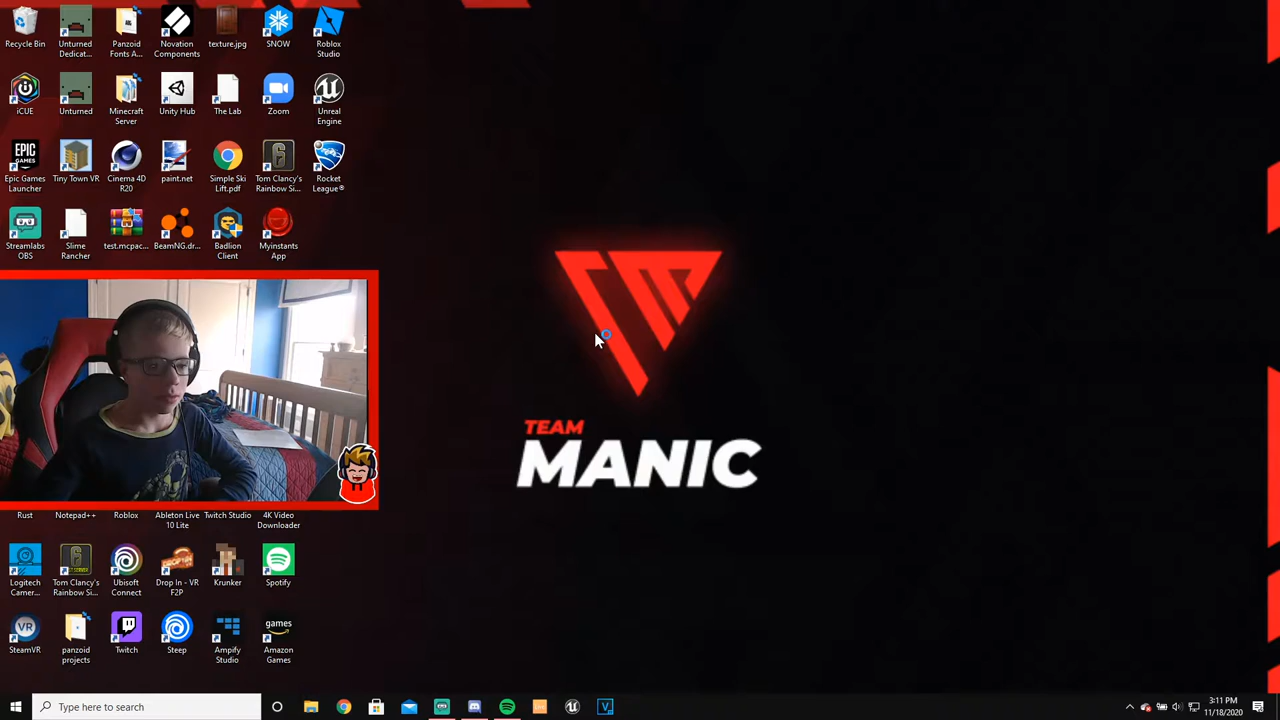 Recycle Bin
Unturned Dedicat...
Panzoid Fonts A...
Novation Components
texture.jpg
SNOW
Roblox Studio
iCUE
Unturned
Minecraft Server
Unity Hub
The Lab
Zoom
Unreal Engine
EPIC GAMES
Epic Games Launcher
Tiny Town VR
Cinema 4D R20
paint.net
Simple Ski Lift.pdf
Tom Clancy's Rainbow Si...
Rocket League®
Streamlabs OBS
Slime Rancher
test.mcpac...
BeamNG.dr...
Badlion Client
Myinstants App
TEAM
MANIC
Rust
Notepad++
Roblox
Ableton Live 10 Lite
Twitch Studio
4K Video Downloader
Logitech Camer...
Tom Clancy's Rainbow Si...
Ubisoft Connect
Drop In - VR F2P
Krunker
Spotify
VR
SteamVR
panzoid projects
Twitch
Steep
Ampify Studio
games
Amazon Games
Type here to search
3:11 PM
11/18/2020